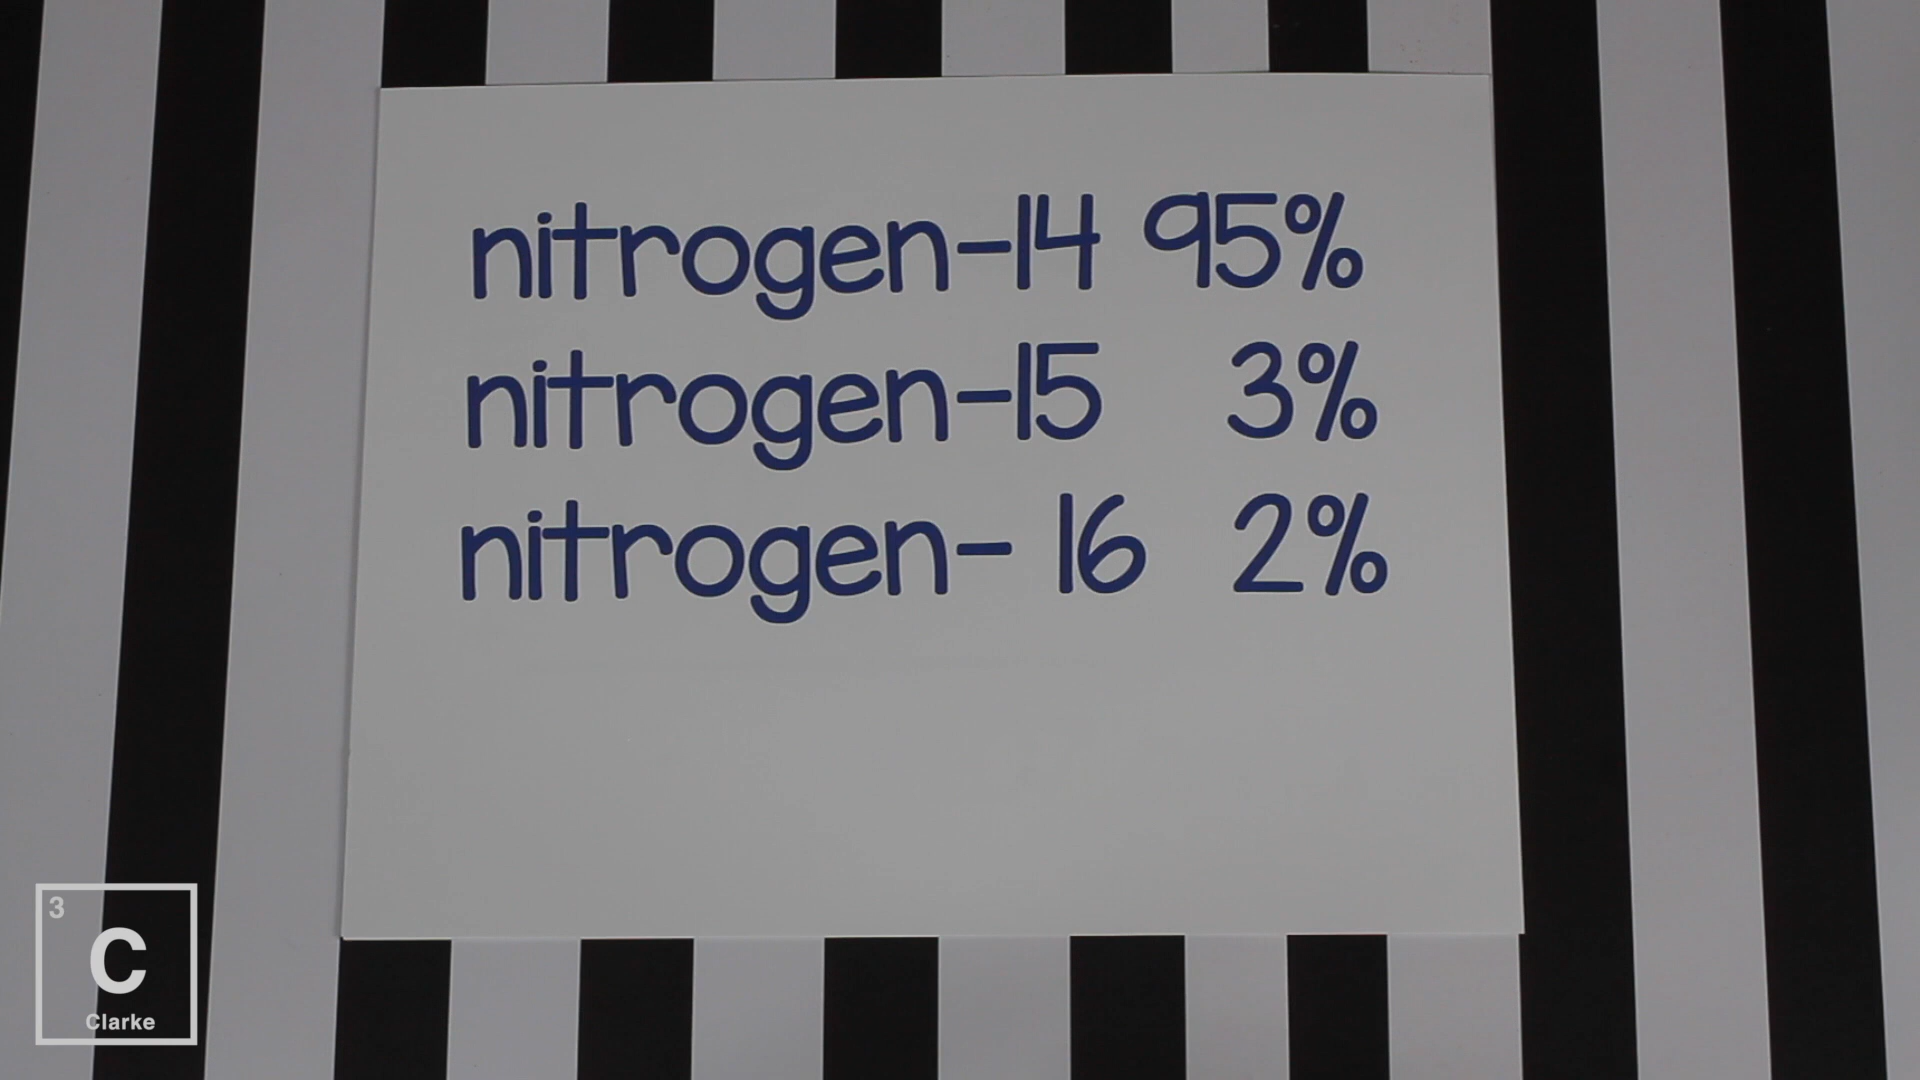 nitrogen-14 95%
nitrogen-15 3%
nitrogen- 16 2%
3
C
Clarke